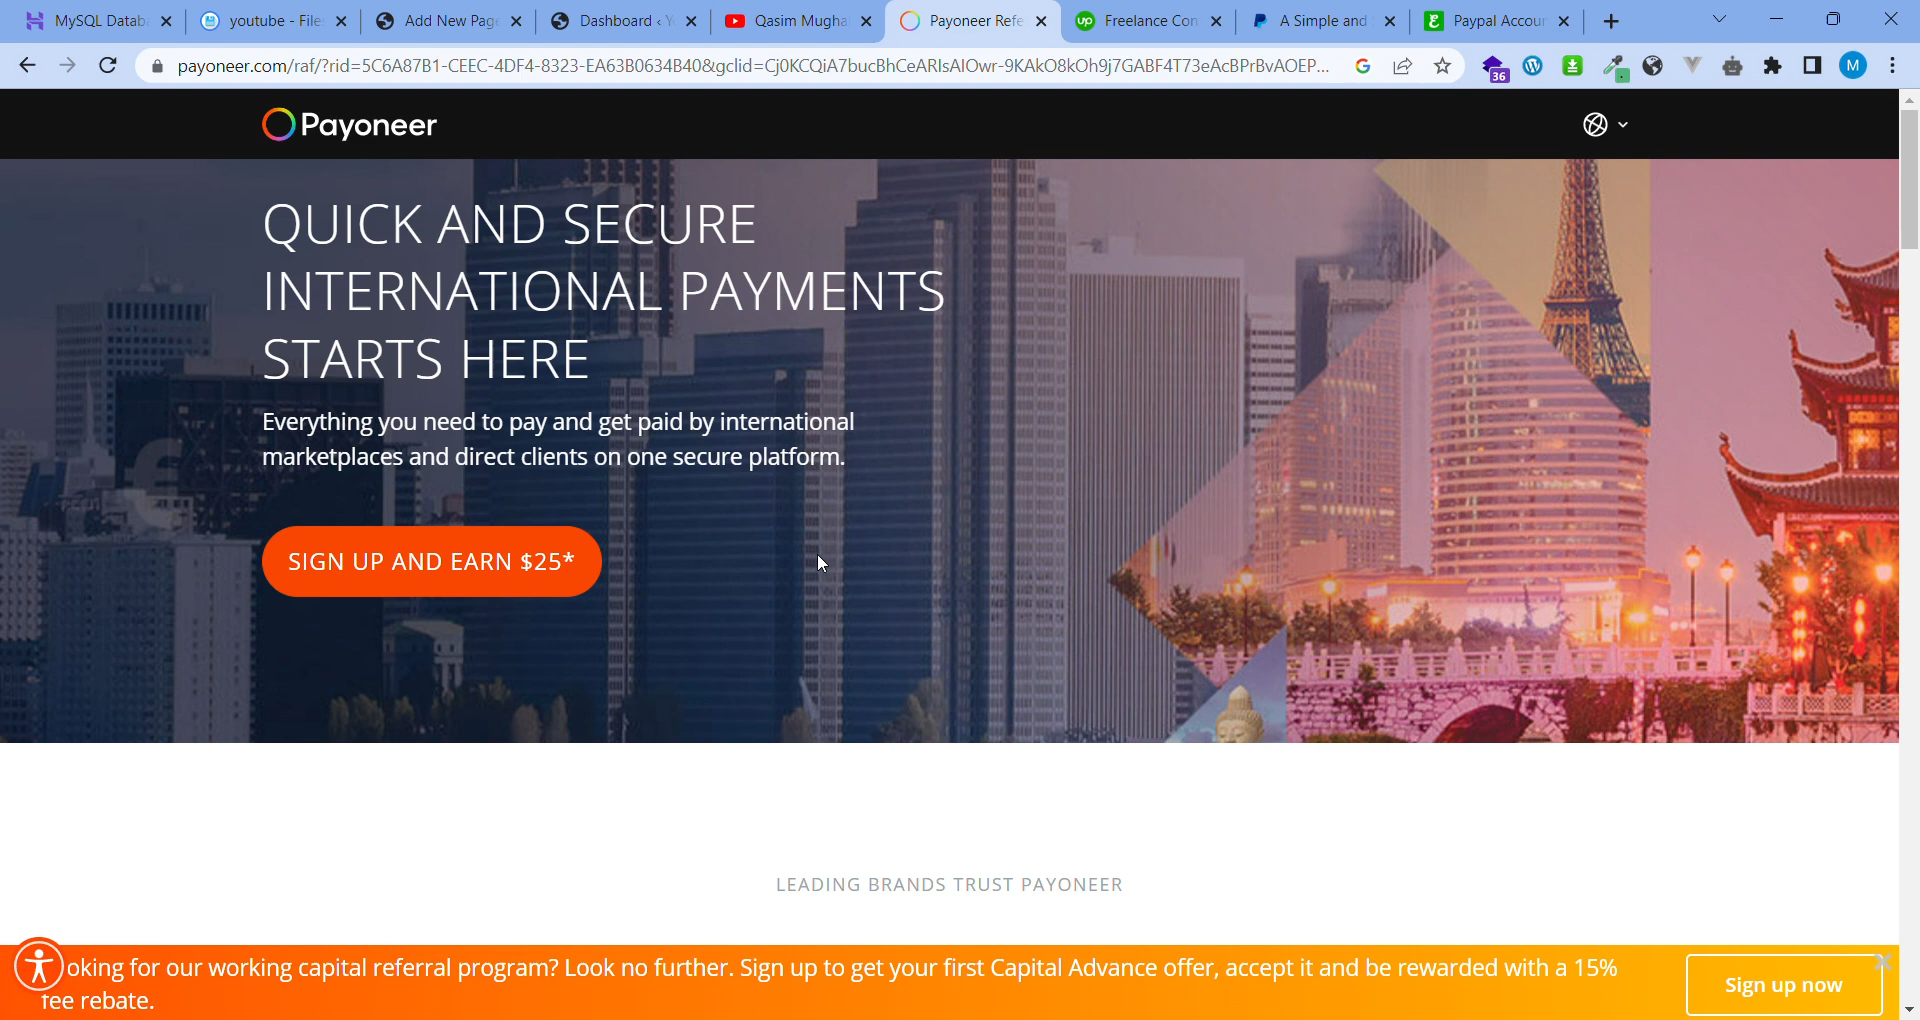 MySQL Datab
youtube - File
Add New Page
Dashboard ‹ Y
Qasim Mugha
Payoneer Refe
Freelance Con
A Simple and
Paypal Accou
payoneer.com/raf/?rid=5C6A87B1-CEEC-4DF4-8323-EA63B0634B40&gclid=Cj0KCQiA7bucBhCeARIsAIOwr-9KAkO8kOh9j7GABF4T73eAcBPrBvAOEP...
36
M
Payoneer
QUICK AND SECURE
INTERNATIONAL PAYMENTS
STARTS HERE
Everything you need to pay and get paid by international
marketplaces and direct clients on one secure platform.
SIGN UP AND EARN $25*
LEADING BRANDS TRUST PAYONEER
oking for our working capital referral program? Look no further. Sign up to get your first Capital Advance offer, accept it and be rewarded with a 15%
fee rebate.
Sign up now